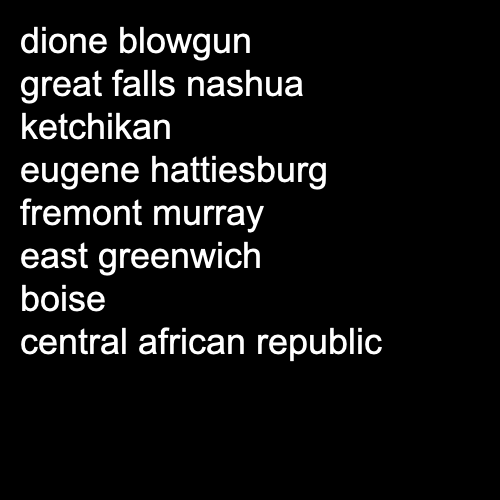 dione blowgun
great falls nashua
ketchikan
eugene hattiesburg
fremont murray
east greenwich
boise
central african republic